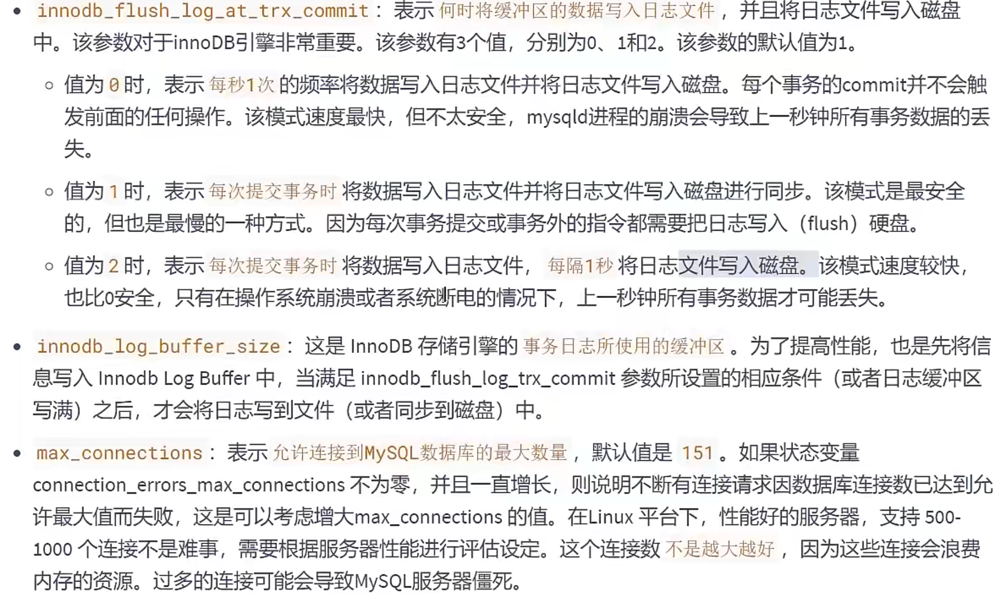 • innodb_flush_log_at_trx_commit：表示 何时将缓冲区的数据写入日志文件 ，并且将日志文件写入磁盘
中。该参数对于innoDB引擎非常重要。该参数有3个值，分别为0、1和2。该参数的默认值为1。
○ 值为 0 时，表示 每秒1次 的频率将数据写入日志文件并将日志文件写入磁盘。每个事务的commit并不会触
发前面的任何操作。该模式速度最快，但不太安全，mysqld进程的崩溃会导致上一秒钟所有事务数据的丢
失。
○ 值为 1 时，表示 每次提交事务时 将数据写入日志文件并将日志文件写入磁盘进行同步。该模式是最安全
的，但也是最慢的一种方式。因为每次事务提交或事务外的指令都需要把日志写入（flush）硬盘。
○ 值为 2 时，表示 每次提交事务时 将数据写入日志文件， 每隔1秒 将日志文件写入磁盘。该模式速度较快，
也比0安全，只有在操作系统崩溃或者系统断电的情况下，上一秒钟所有事务数据才可能丢失。
• innodb_log_buffer_size：这是 InnoDB 存储引擎的 事务日志所使用的缓冲区 。为了提高性能，也是先将信
息写入 Innodb Log Buffer 中，当满足 innodb_flush_log_trx_commit 参数所设置的相应条件（或者日志缓冲区
写满）之后，才会将日志写到文件（或者同步到磁盘）中。
• max_connections：表示 允许连接到MySQL数据库的最大数量 ，默认值是 151 。如果状态变量
connection_errors_max_connections 不为零，并且一直增长，则说明不断有连接请求因数据库连接数已达到允
许最大值而失败，这是可以考虑增大max_connections 的值。在Linux 平台下，性能好的服务器，支持 500-
1000 个连接不是难事，需要根据服务器性能进行评估设定。这个连接数 不是越大越好 ，因为这些连接会浪费
内存的资源。过多的连接可能会导致MySQL服务器僵死。